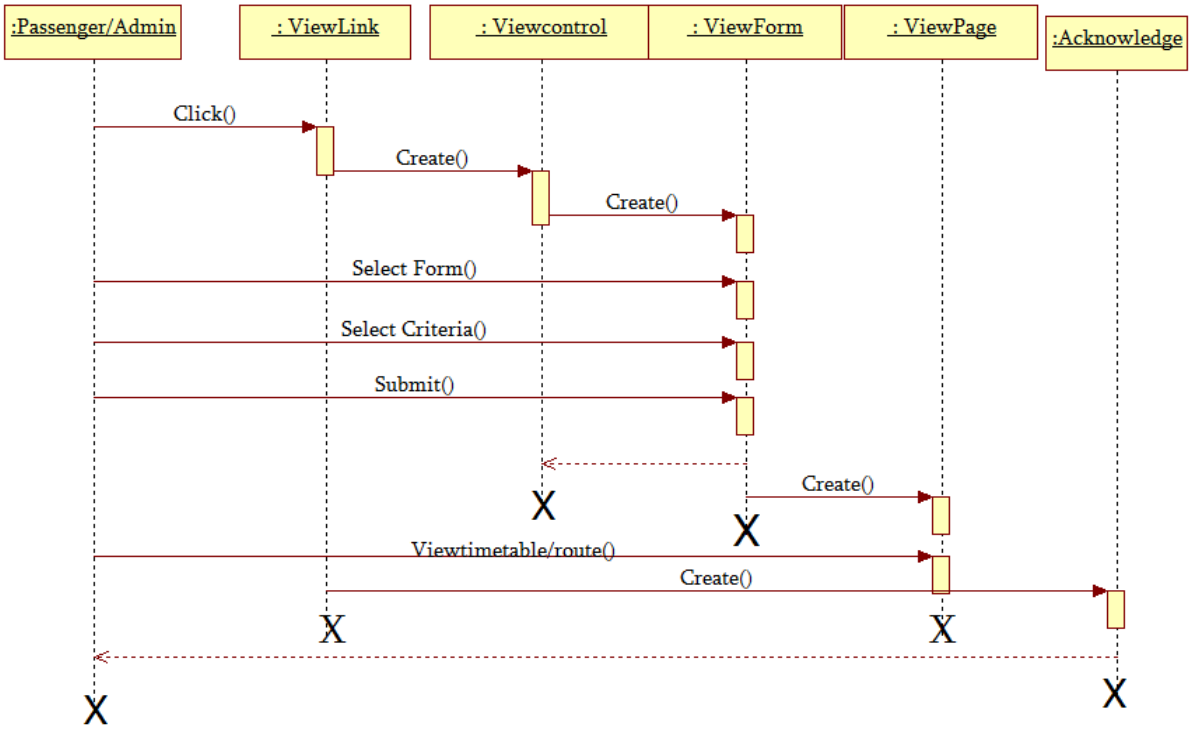 :Passenger/Admin
: ViewLink
: Viewcontrol
: ViewForm
: ViewPage
:Acknowledge
Click()
Create()
Create()
Select Form()
Select Criteria()
Submit()
Create()
X
X
Viewtimetable/route()
Create()
X
X
X
X